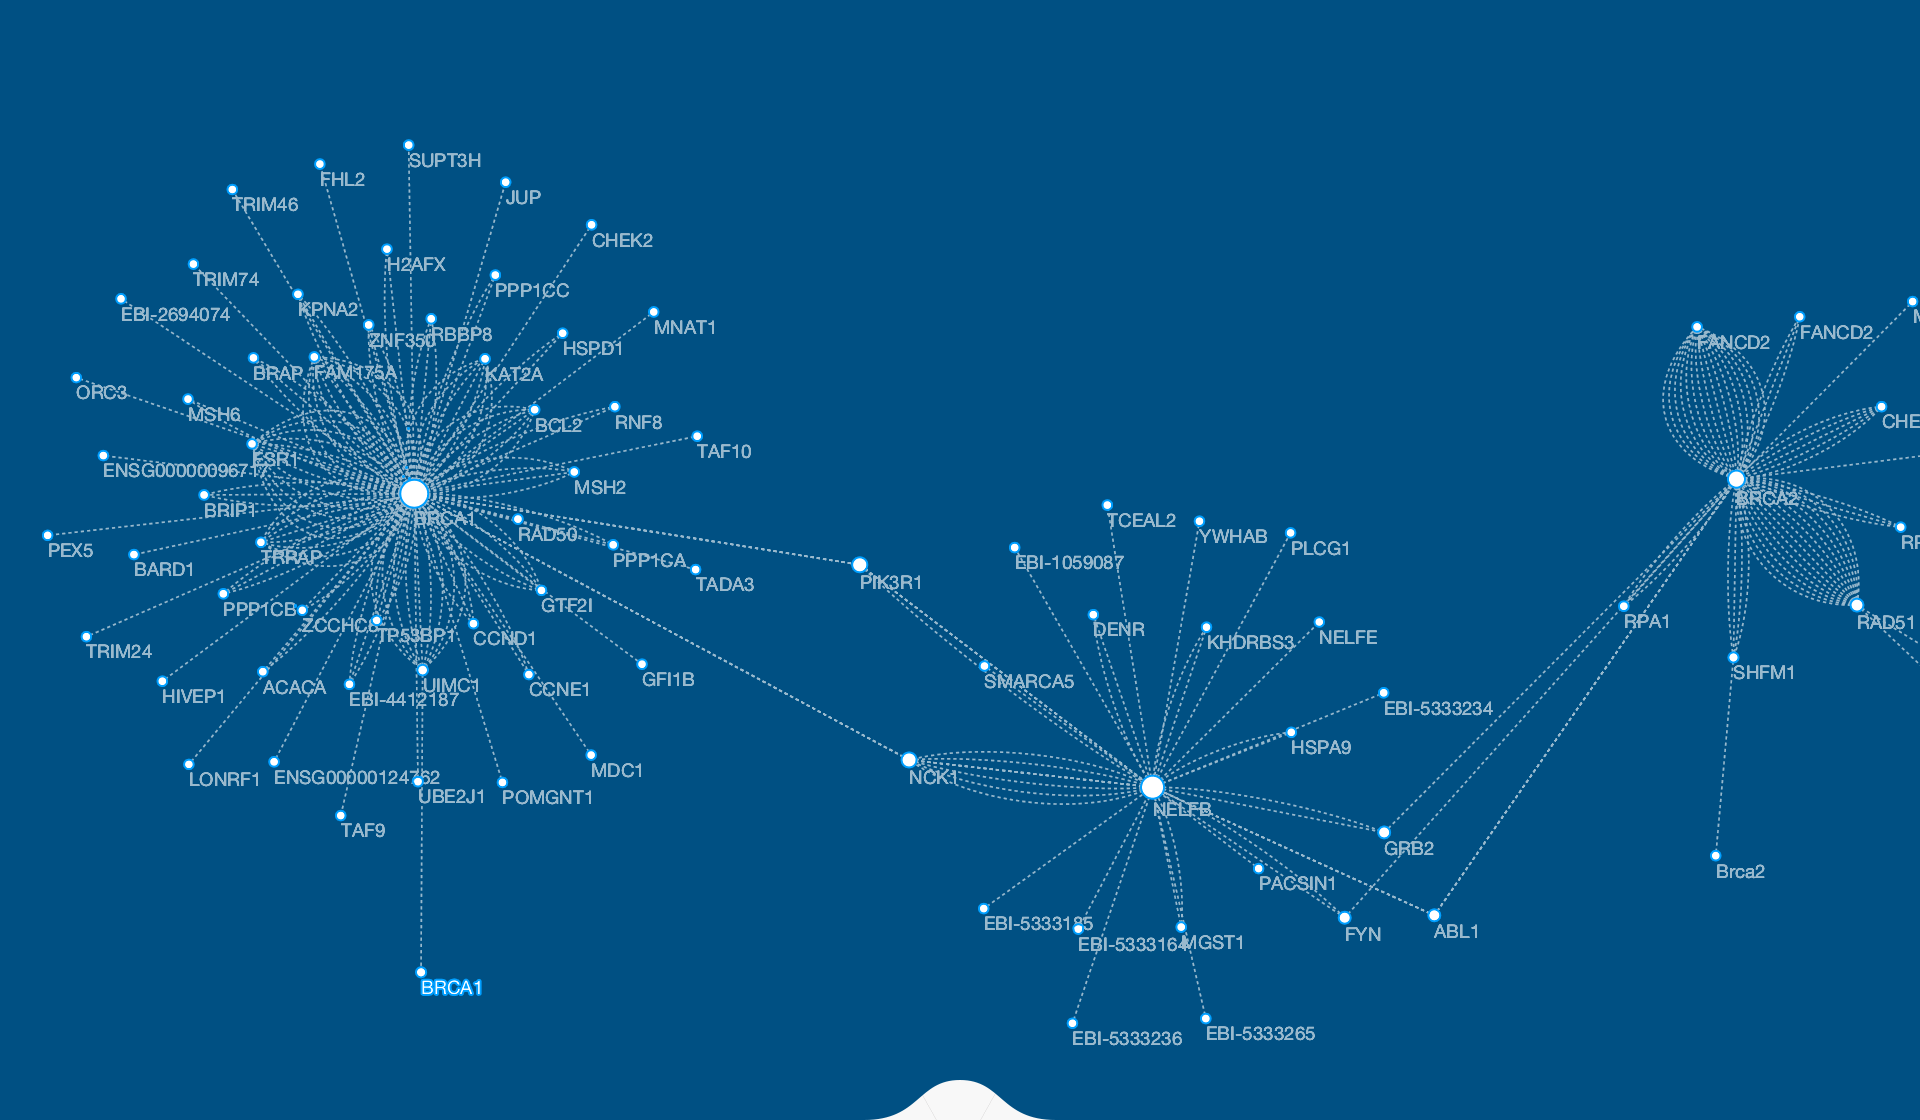 SUPT3H
FHL2
JUP
TRIM46
CHEK2
H2AFX
TRIM74
PPP1CC
KPNA2
EBI-2694074
MNAT1
ZNF350
RBBP8
HSPD1
BRAP
FAM175A
KAT2A
ORC3
MSH6
BCL2
RNF8
TAF10
ESR1
ENSG00000096717
MSH2
BRIP1
BRCA1
RAD50
PEX5
TRRAP
PPP1CA
BARD1
TADA3
PPP1CB
GTF2I
TP53BP1
CCND1
TRIM24
GFI1B
UIMC1
ACACA
CCNE1
HIVEP1
EBI-4412187
MDC1
LONRF1
ENSG00000124762
UBE2J1
POMGNT1
TAF9
BRCA1
PIK3R1
TCEAL2
YWHAB
PLCG1
EBI-1059087
DENR
KHDRBS3
NELFE
SMARCA5
EBI-5333234
HSPA9
NCK1
NELFB
GRB2
PACSIN1
EBI-5333185
EBI-5333164
MGST1
FYN
ABL1
EBI-5333236
EBI-5333265
FANCD2
FANCD2
CHE
BRCA2
RPA1
RAD51
SHFM1
Brca2